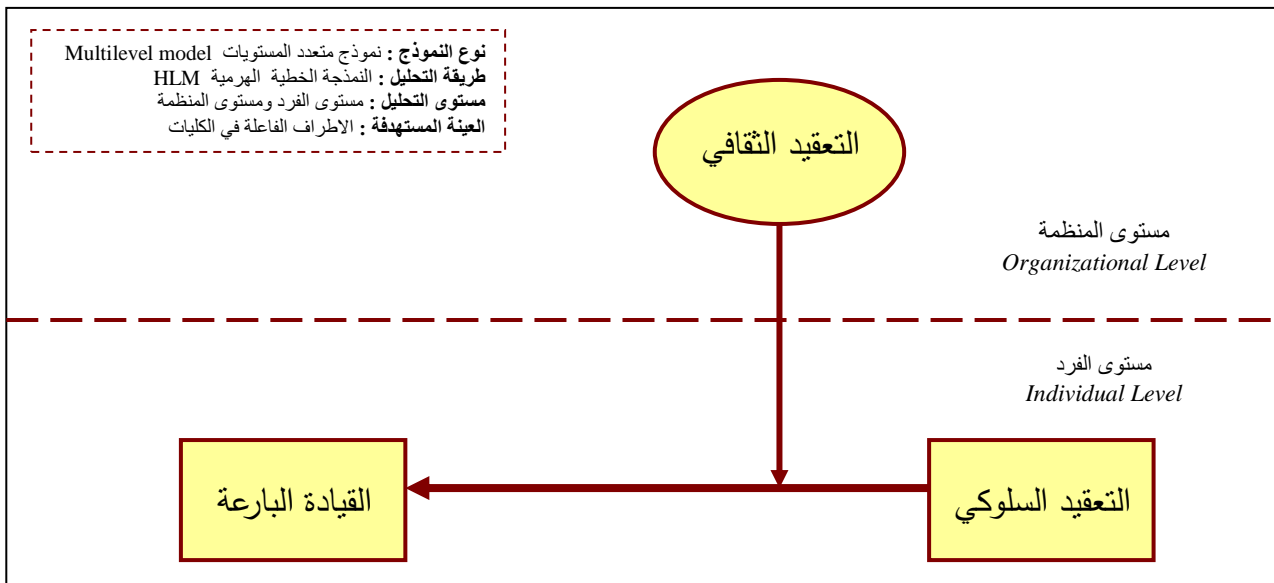 نوع النموذج : نموذج متعدد المستويات Multilevel model
طريقة التحليل : النمذجة الخطية الهرمية HLM
مستوى التحليل : مستوى الفرد ومستوى المنظمة
العينة المستهدفة : الاطراف الفاعلة في الكليات
التعقيد الثقافي
مستوى المنظمة
Organizational Level
مستوى الفرد
Individual Level
التعقيد السلوكي
القيادة البارعة